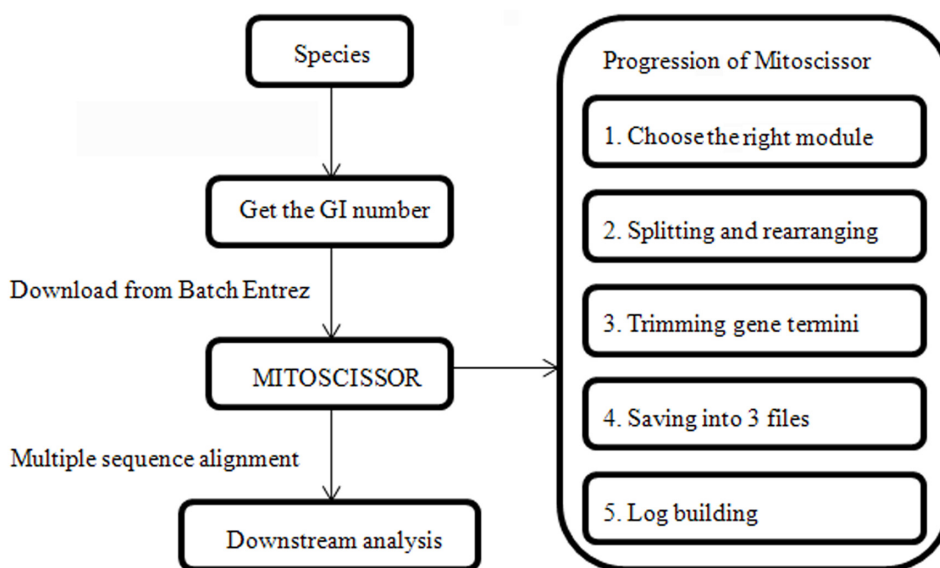 Species
Get the GI number
Download from Batch Entrez
MITOSCISSOR
Multiple sequence alignment
Downstream analysis
Progression of Mitoscissor
1. Choose the right module
2. Splitting and rearranging
3. Trimming gene termini
4. Saving into 3 files
5. Log building